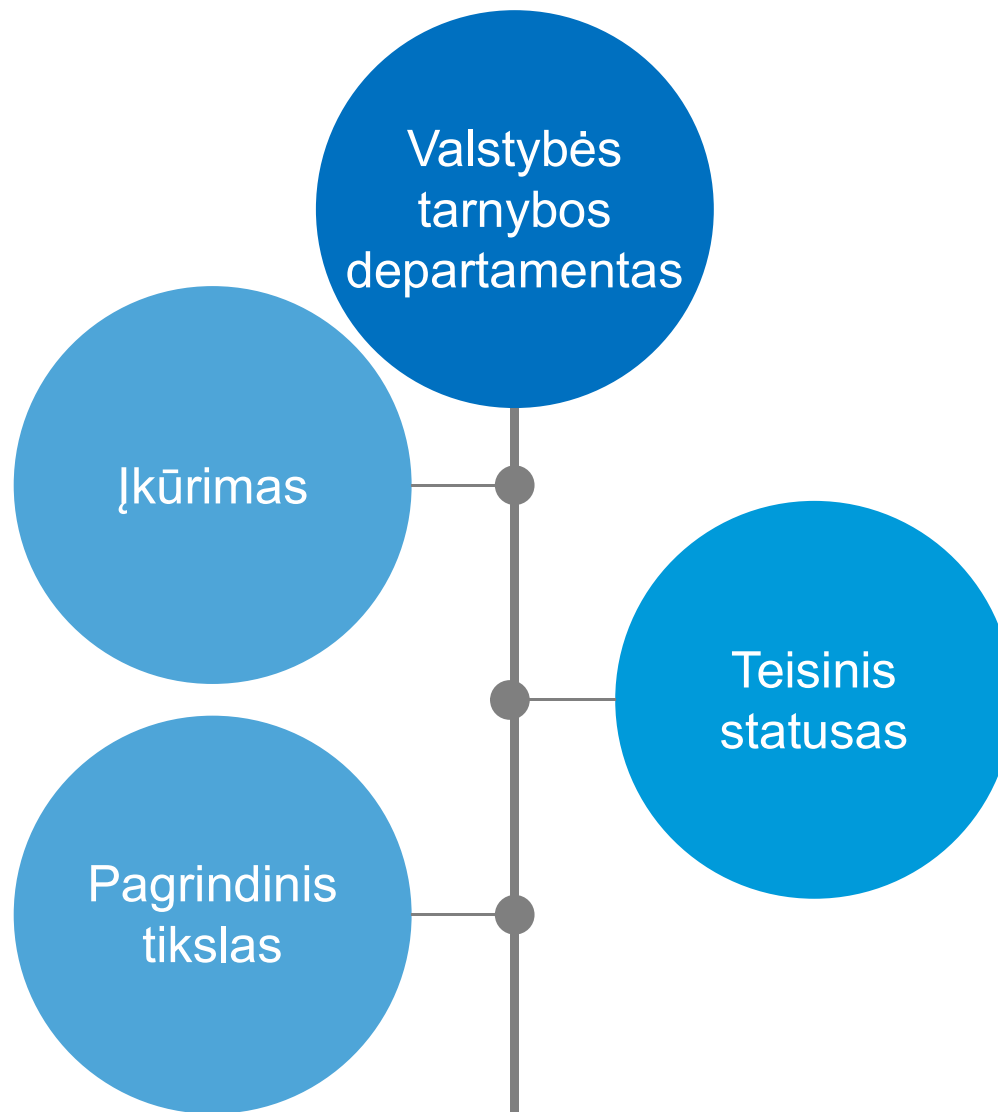 Valstybės
tarnybos
departamentas
Įkūrimas
Teisinis
statusas
Pagrindinis
tikslas